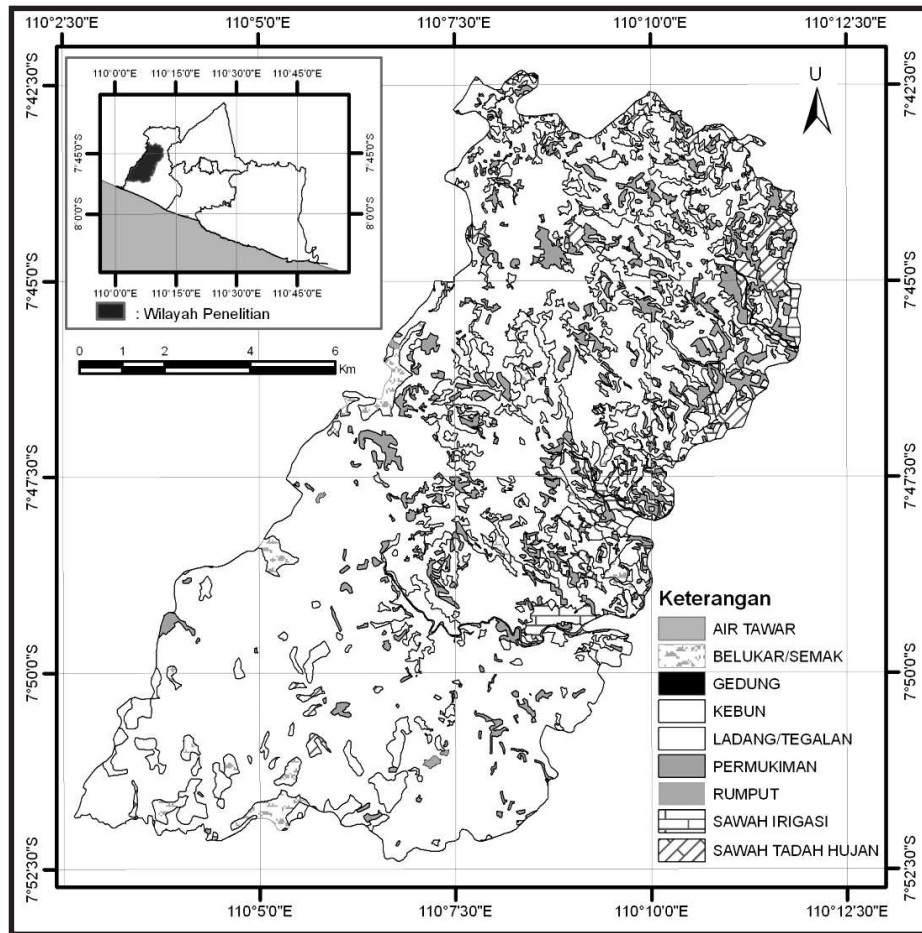 110°2'30"E 110°5'0"E 110°7'30"E 110°10'0"E 110°12'30"E
7°42'30"S
7°45'0"S
7°47'30"S
7°50'0"S
7°52'30"S
110°0'0"E 110°15'0"E 110°30'0"E 110°45'0"E
7°45'0"S
8°0'0"S
7°45'0"S
8°0'0"S
110°0'0"E 110°15'0"E 110°30'0"E 110°45'0"E
: Wilayah Penelitian
0 1 2 4 6
Km
U
7°42'30"S
7°45'0"S
7°47'30"S
7°50'0"S
7°52'30"S
Keterangan
AIR TAWAR
BELUKAR/SEMAK
GEDUNG
KEBUN
LADANG/TEGALAN
PERMUKIMAN
RUMPUT
SAWAH IRIGASI
SAWAH TADAH HUJAN
110°5'0"E 110°7'30"E 110°10'0"E 110°12'30"E